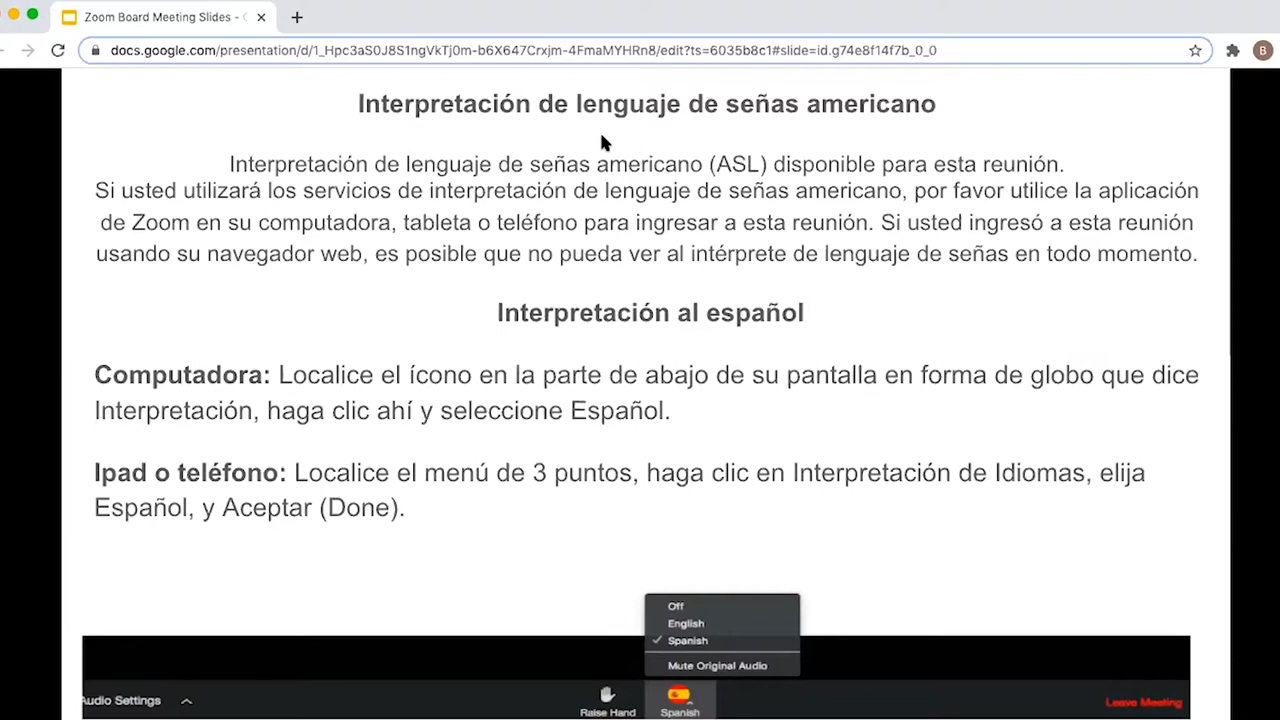 Zoom Board Meeting Slides -
docs.google.com/presentation/d/1_Hpc3aS0J8S1ngVkTj0m-b6X647Crxjm-4FmaMYHRn8/edit?ts=6035b8c1#slide=id.g74e8f14f7b_0_0
B
Interpretación de lenguaje de señas americano
Interpretación de lenguaje de señas americano (ASL) disponible para esta reunión.
Si usted utilizará los servicios de interpretación de lenguaje de señas americano, por favor utilice la aplicación
de Zoom en su computadora, tableta o teléfono para ingresar a esta reunión. Si usted ingresó a esta reunión
usando su navegador web, es posible que no pueda ver al intérprete de lenguaje de señas en todo momento.
Interpretación al español
Computadora: Localice el ícono en la parte de abajo de su pantalla en forma de globo que dice
Interpretación, haga clic ahí y seleccione Español.
Ipad o teléfono: Localice el menú de 3 puntos, haga clic en Interpretación de Idiomas, elija
Español, y Aceptar (Done).
Off
English
Spanish
Mute Original Audio
Audio Settings
Raise Hand
Spanish
Leave Meeting